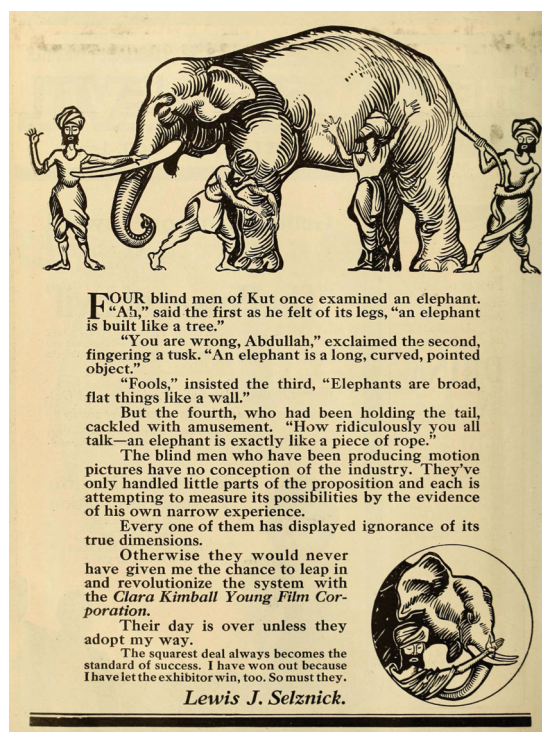 FOUR blind men of Kut once examined an elephant.
"Ah," said the first as he felt of its legs, "an elephant
is built like a tree."
"You are wrong, Abdullah," exclaimed the second,
fingering a tusk. "An elephant is a long, curved, pointed
object."
"Fools," insisted the third, "Elephants are broad,
flat things like a wall."
But the fourth, who had been holding the tail,
cackled with amusement. "How ridiculously you all
talk—an elephant is exactly like a piece of rope."
The blind men who have been producing motion
pictures have no conception of the industry. They've
only handled little parts of the proposition and each is
attempting to measure its possibilities by the evidence
of his own narrow experience.
Every one of them has displayed ignorance of its
true dimensions.
Otherwise they would never
have given me the chance to leap in
and revolutionize the system with
the Clara Kimball Young Film Cor-
poration.
Their day is over unless they
adopt my way.
The squarest deal always becomes the
standard of success. I have won out because
I have let the exhibitor win, too. So must they.
Lewis J. Selznick.